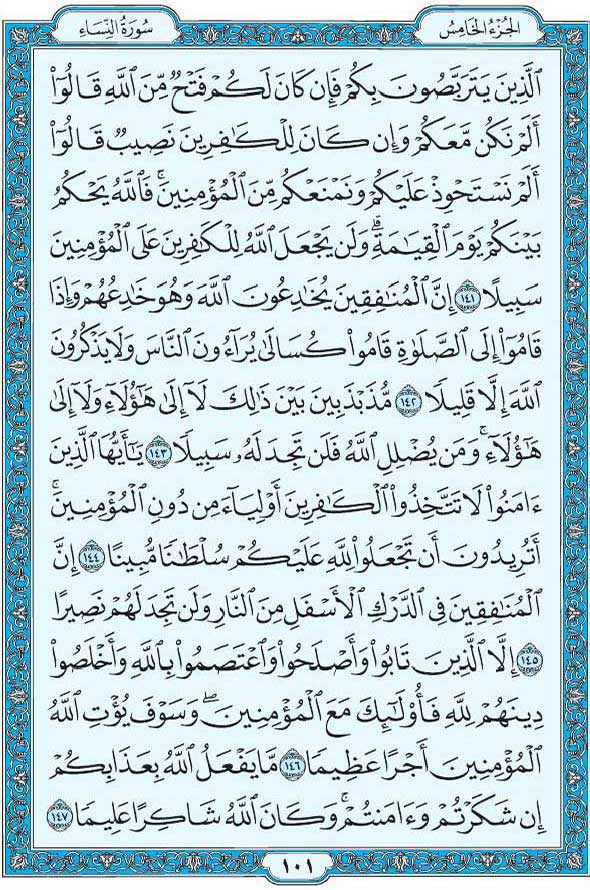 الجُزْءُ الخَامِسُ
سُورَةُ النِّسَاءِ
ٱلَّذِينَ يَتَرَبَّصُونَ بِكُمْ فَإِن كَانَ لَكُمْ فَتْحٌ مِّنَ ٱللَّهِ قَالُوٓا۟
أَلَمْ نَكُن مَّعَكُمْ وَإِن كَانَ لِلْكَٰفِرِينَ نَصِيبٌ قَالُوٓا۟
أَلَمْ نَسْتَحْوِذْ عَلَيْكُمْ وَنَمْنَعْكُم مِّنَ ٱلْمُؤْمِنِينَ ۚ فَٱللَّهُ يَحْكُمُ
بَيْنَكُمْ يَوْمَ ٱلْقِيَٰمَةِ ۗ وَلَن يَجْعَلَ ٱللَّهُ لِلْكَٰفِرِينَ عَلَى ٱلْمُؤْمِنِينَ
سَبِيلًا ١٤١ إِنَّ ٱلْمُنَٰفِقِينَ يُخَٰدِعُونَ ٱللَّهَ وَهُوَ خَٰدِعُهُمْ وَإِذَا
قَامُوٓا۟ إِلَى ٱلصَّلَوٰةِ قَامُوا۟ كُسَالَىٰ يُرَآءُونَ ٱلنَّاسَ وَلَا يَذْكُرُونَ
ٱللَّهَ إِلَّا قَلِيلًا ١٤٢ مُّذَبْذَبِينَ بَيْنَ ذَٰلِكَ لَآ إِلَىٰ هَٰٓؤُلَآءِ وَلَآ إِلَىٰ
هَٰٓؤُلَآءِ ۚ وَمَن يُضْلِلِ ٱللَّهُ فَلَن تَجِدَ لَهُۥ سَبِيلًا ١٤٣ يَٰٓأَيُّهَا ٱلَّذِينَ
ءَامَنُوا۟ لَا تَتَّخِذُوا۟ ٱلْكَٰفِرِينَ أَوْلِيَآءَ مِن دُونِ ٱلْمُؤْمِنِينَ ۚ
أَتُرِيدُونَ أَن تَجْعَلُوا۟ لِلَّهِ عَلَيْكُمْ سُلْطَٰنًا مُّبِينًا ١٤٤ إِنَّ
ٱلْمُنَٰفِقِينَ فِى ٱلدَّرْكِ ٱلْأَسْفَلِ مِنَ ٱلنَّارِ وَلَن تَجِدَ لَهُمْ نَصِيرًا
١٤٥ إِلَّا ٱلَّذِينَ تَابُوا۟ وَأَصْلَحُوا۟ وَٱعْتَصَمُوا۟ بِٱللَّهِ وَأَخْلَصُوا۟
دِينَهُمْ لِلَّهِ فَأُو۟لَٰٓئِكَ مَعَ ٱلْمُؤْمِنِينَ ۖ وَسَوْفَ يُؤْتِ ٱللَّهُ
ٱلْمُؤْمِنِينَ أَجْرًا عَظِيمًا ١٤٦ مَّا يَفْعَلُ ٱللَّهُ بِعَذَابِكُمْ
إِن شَكَرْتُمْ وَءَامَنتُمْ ۚ وَكَانَ ٱللَّهُ شَاكِرًا عَلِيمًا ١٤٧
١٠١